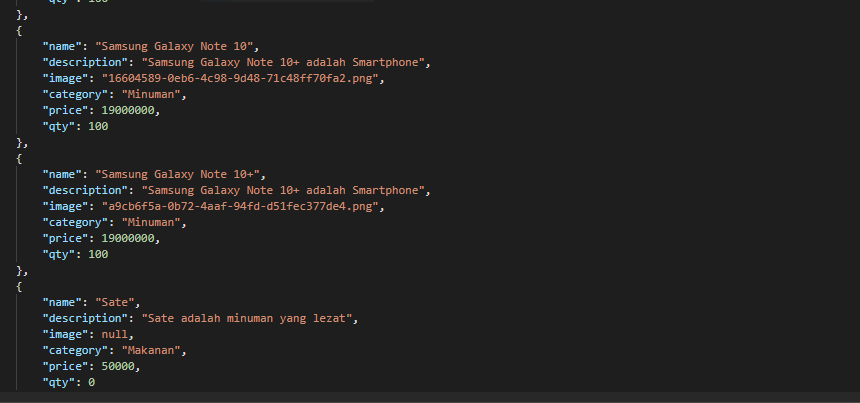 "qty": 100
},
{
"name": "Samsung Galaxy Note 10",
"description": "Samsung Galaxy Note 10+ adalah Smartphone",
"image": "16604589-0eb6-4c98-9d48-71c48ff70fa2.png",
"category": "Minuman",
"price": 19000000,
"qty": 100
},
{
"name": "Samsung Galaxy Note 10+",
"description": "Samsung Galaxy Note 10+ adalah Smartphone",
"image": "a9cb6f5a-0b72-4aaf-94fd-d51fec377de4.png",
"category": "Minuman",
"price": 19000000,
"qty": 100
},
{
"name": "Sate",
"description": "Sate adalah minuman yang lezat",
"image": null,
"category": "Makanan",
"price": 50000,
"qty": 0